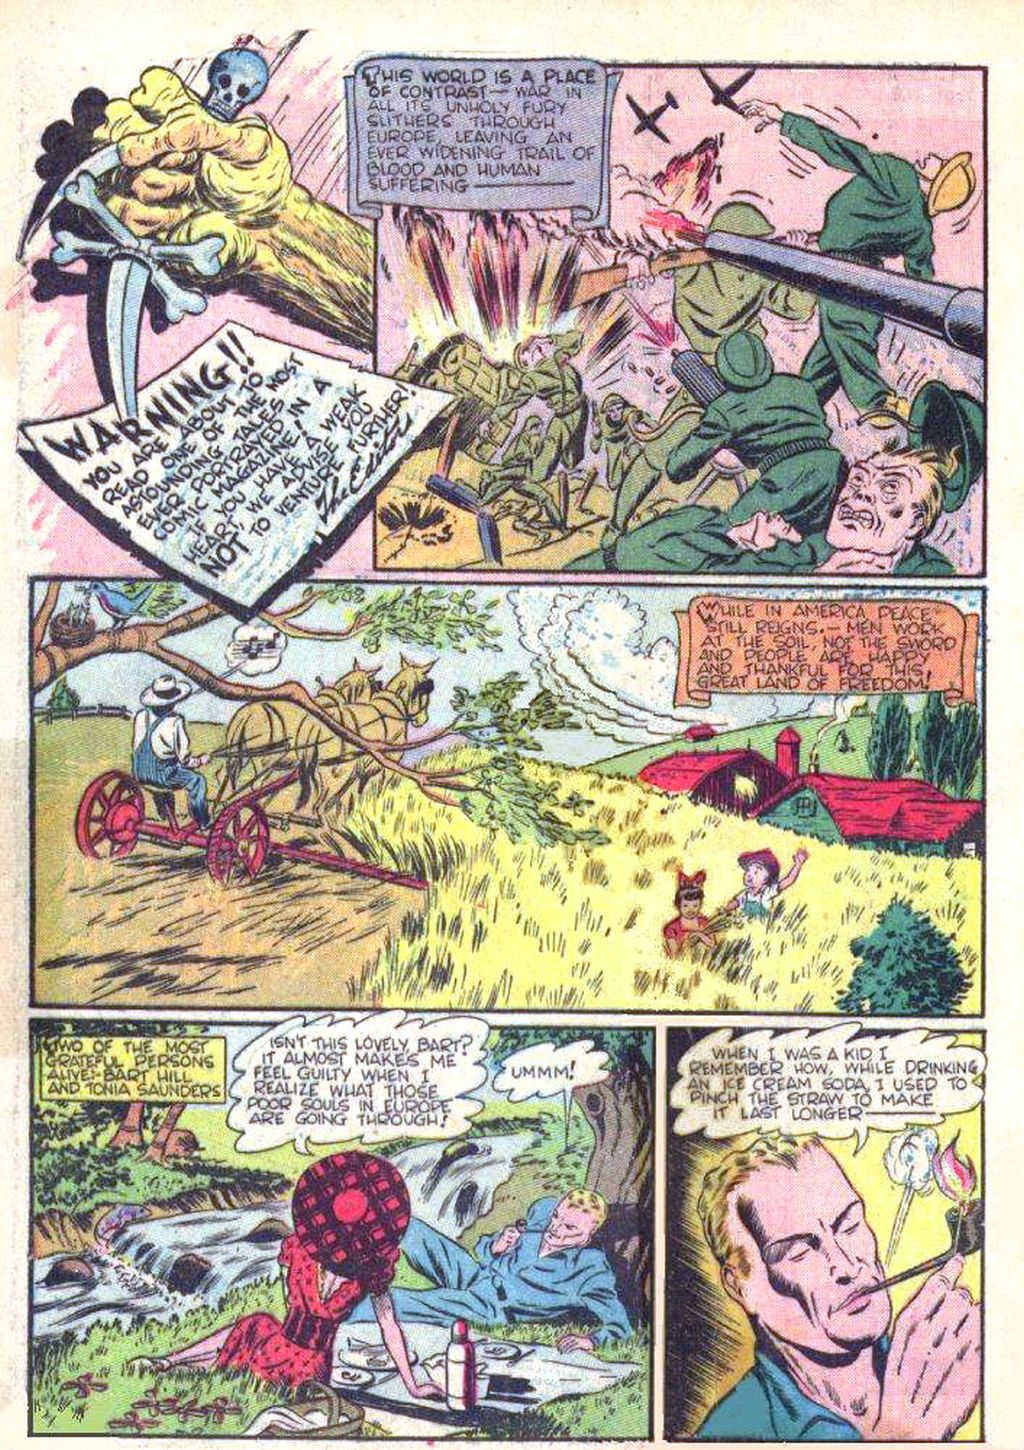 WARNING!!
YOU ARE ABOUT TO
READ ONE OF THE MOST
ASTOUNDING TALES
EVER PORTRAYED IN A
COMIC MAGAZINE!
IF YOU HAVE A WEAK
HEART, WE ADVISE YOU
NOT TO VENTURE FURTHER!
The Editor
THIS WORLD IS A PLACE
OF CONTRAST — WAR IN
ALL ITS UNHOLY FURY
SLITHERS THROUGH
EUROPE, LEAVING AN
EVER WIDENING TRAIL OF
BLOOD AND HUMAN
SUFFERING —
WHILE IN AMERICA PEACE
STILL REIGNS. — MEN WORK
AT THE SOIL, NOT THE SWORD
AND PEOPLE ARE HAPPY
AND THANKFUL FOR THIS
GREAT LAND OF FREEDOM!
TWO OF THE MOST
GRATEFUL PERSONS
ALIVE:- BART HILL
AND TONIA SAUNDERS
ISN'T THIS LOVELY, BART?
IT ALMOST MAKES ME
FEEL GUILTY WHEN I
REALIZE WHAT THOSE
POOR SOULS IN EUROPE
ARE GOING THROUGH!
UMMM!
WHEN I WAS A KID I
REMEMBER HOW, WHILE DRINKING
AN ICE CREAM SODA, I USED TO
PINCH THE STRAW TO MAKE
IT LAST LONGER —